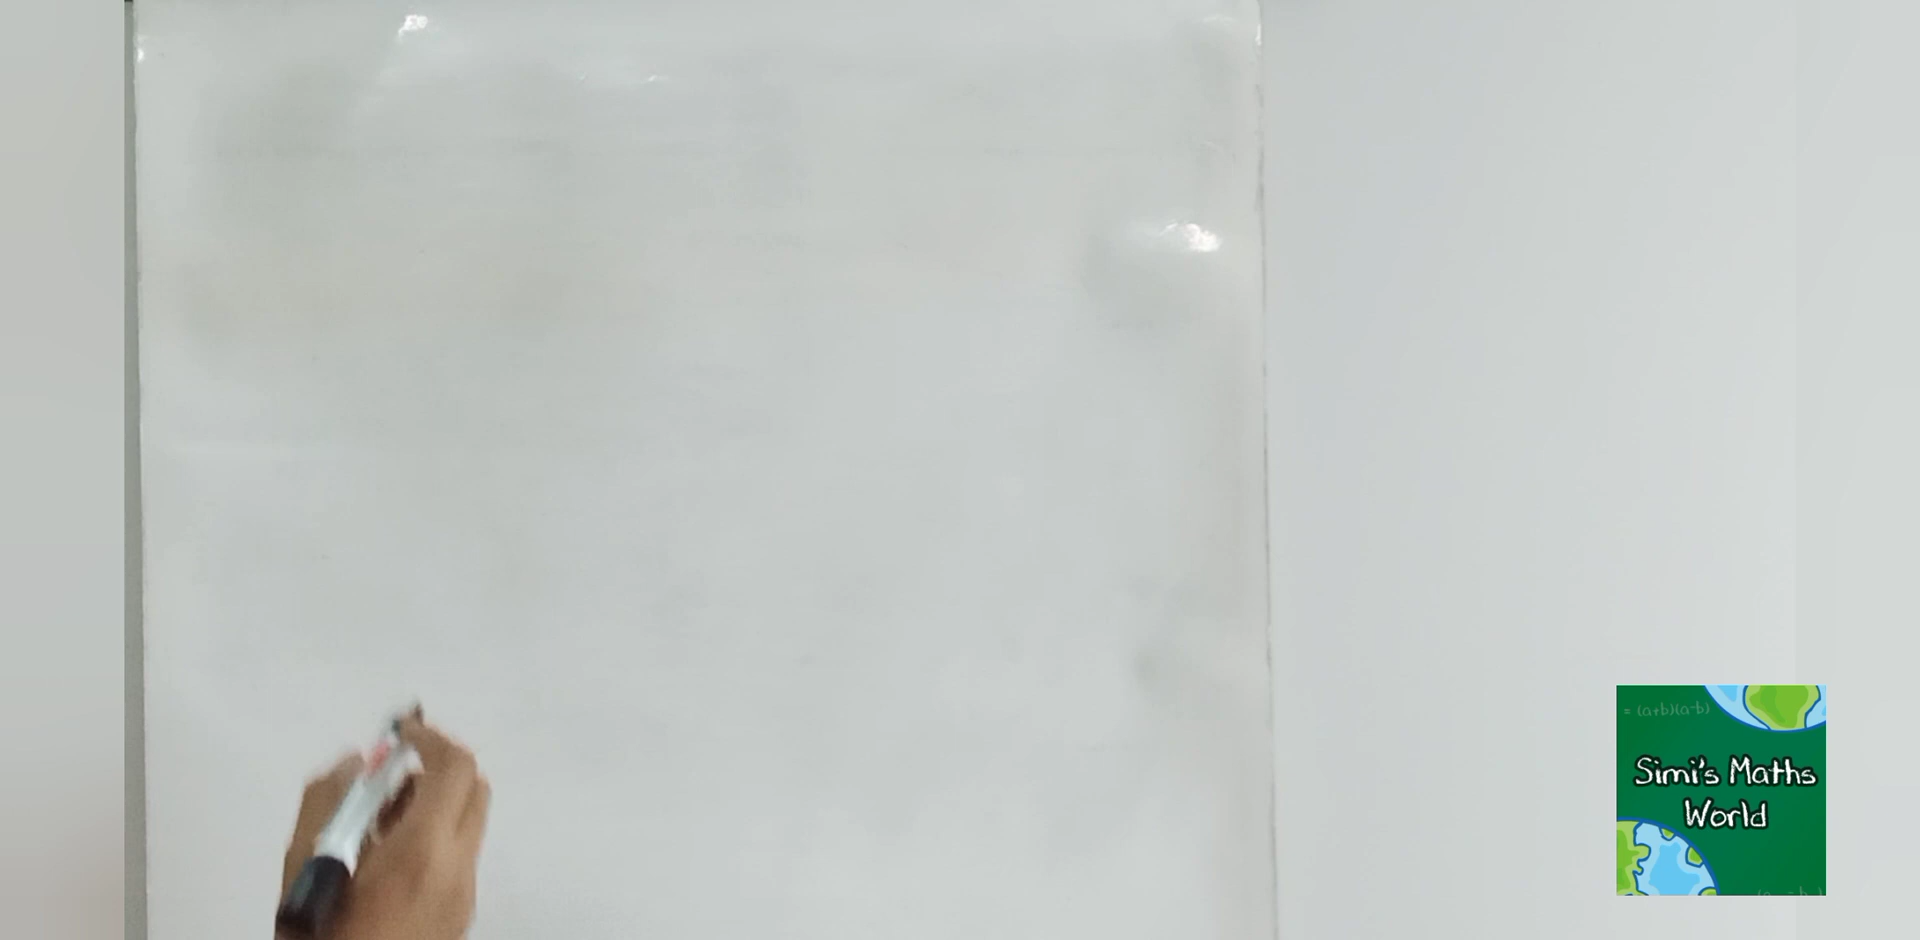 = (a+b)(a-b)
Simi's Maths
World